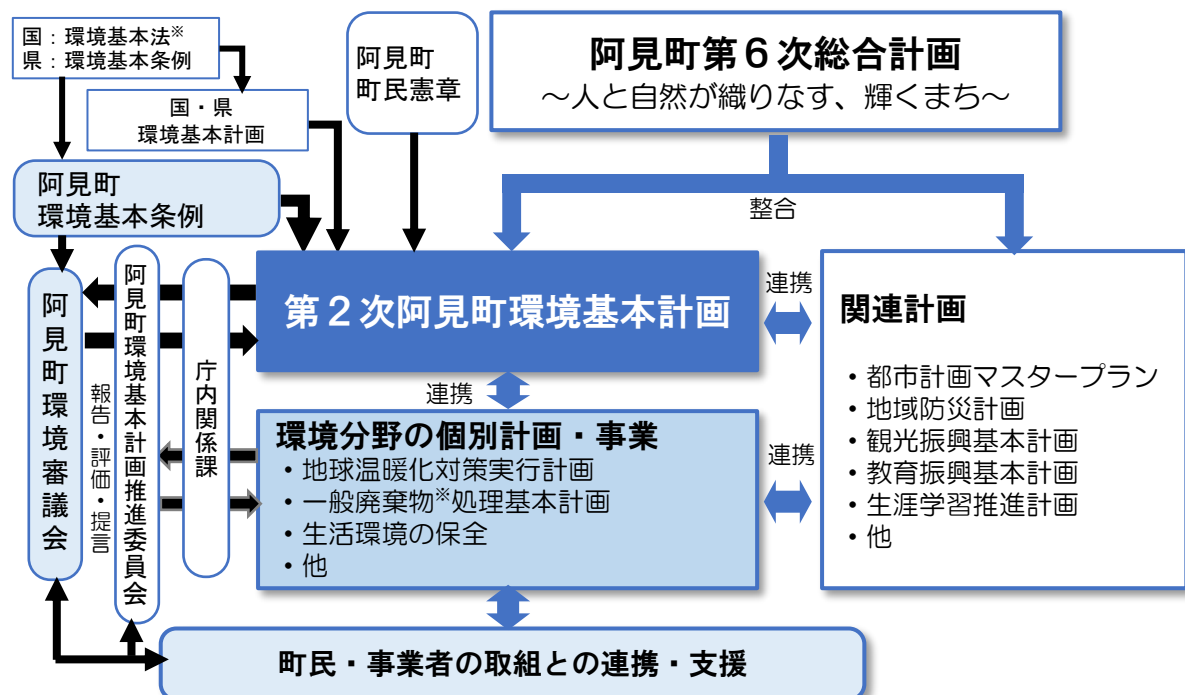 国：環境基本法※
県：環境基本条例
国・県
環境基本計画
阿見町
町民憲章
阿見町第６次総合計画
～人と自然が織りなす、輝くまち～
整合
阿見町
環境基本条例
阿見町環境審議会
報告・評価・提言
阿見町環境基本計画推進委員会
庁内関係課
第２次阿見町環境基本計画
連携
連携
環境分野の個別計画・事業
・地球温暖化対策実行計画
・一般廃棄物※処理基本計画
・生活環境の保全
・他
連携
関連計画
・都市計画マスタープラン
・地域防災計画
・観光振興基本計画
・教育振興基本計画
・生涯学習推進計画
・他
町民・事業者の取組との連携・支援